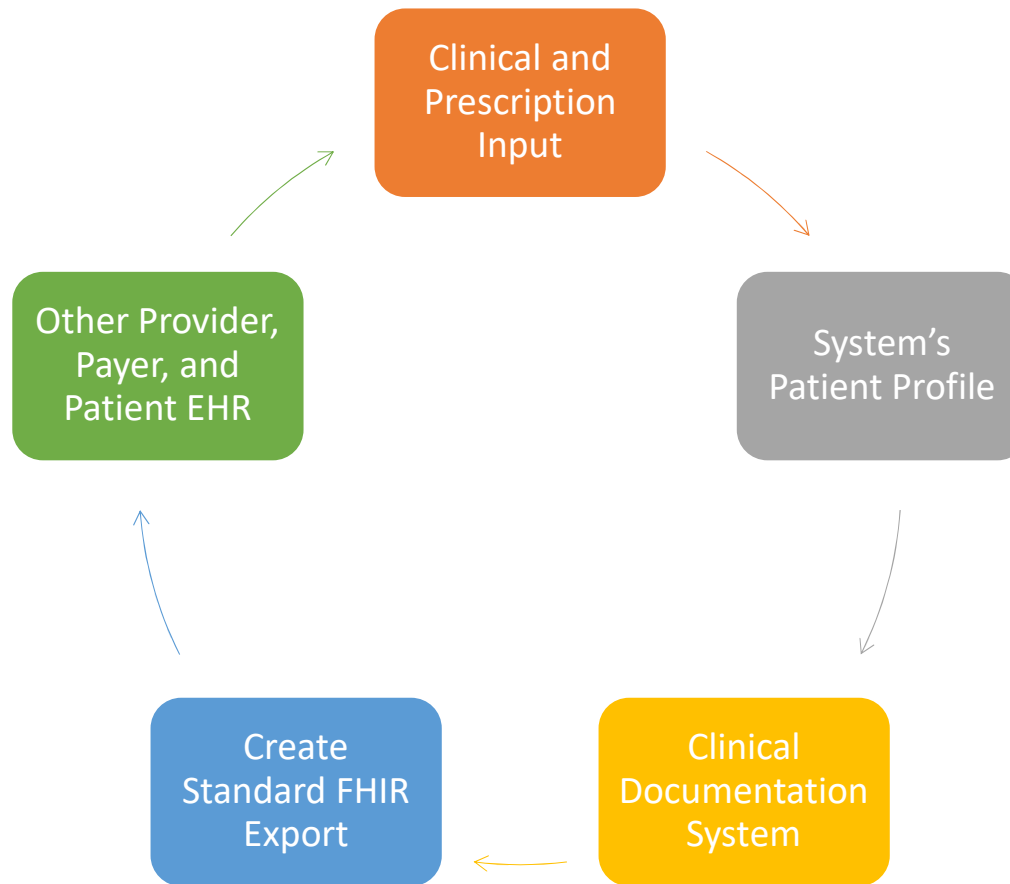 Clinical and
Prescription
Input
System’s
Patient Profile
Clinical
Documentation
System
Create
Standard FHIR
Export
Other Provider,
Payer, and
Patient EHR